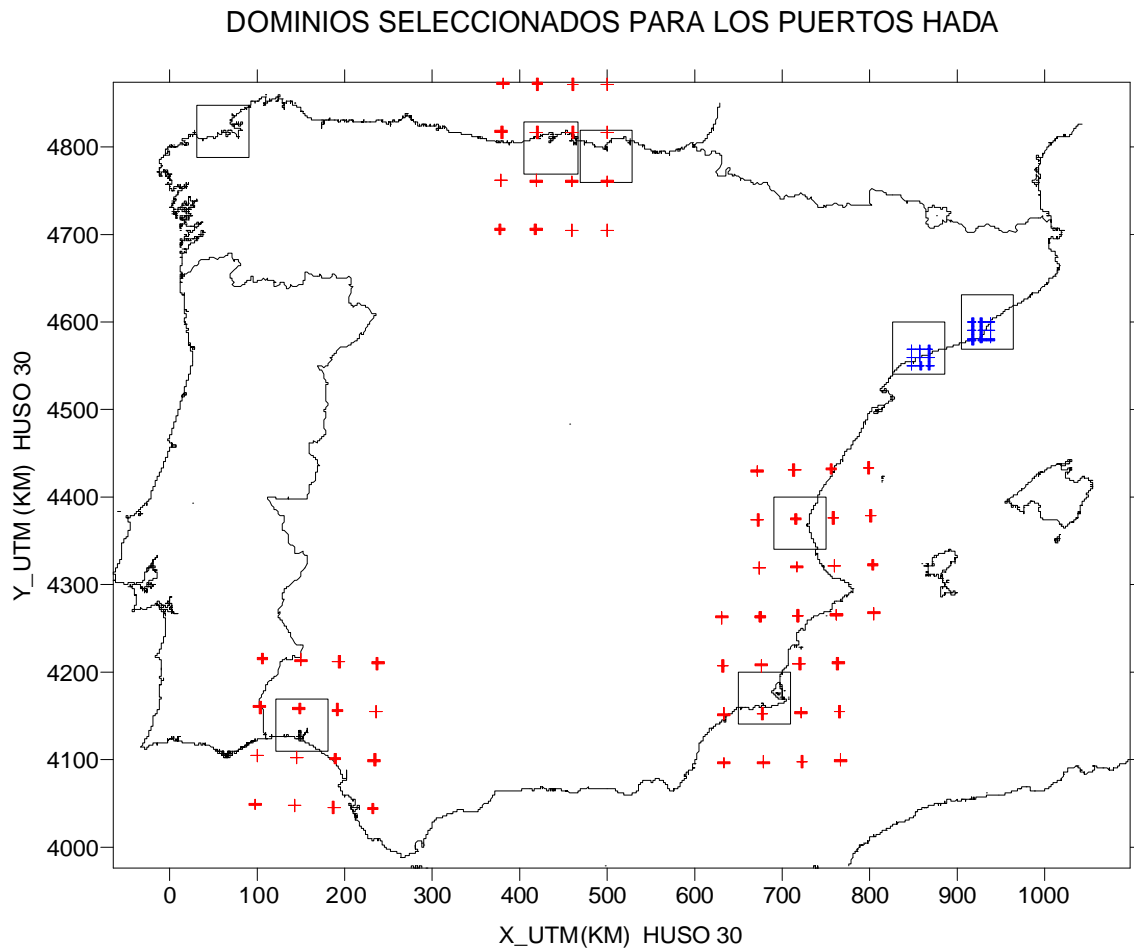 DOMINIOS SELECCIONADOS PARA LOS PUERTOS HADA
4800
4700
4600
4500
4400
4300
4200
4100
4000
Y_UTM (KM) HUSO 30
0 100 200 300 400 500 600 700 800 900 1000
X_UTM(KM) HUSO 30